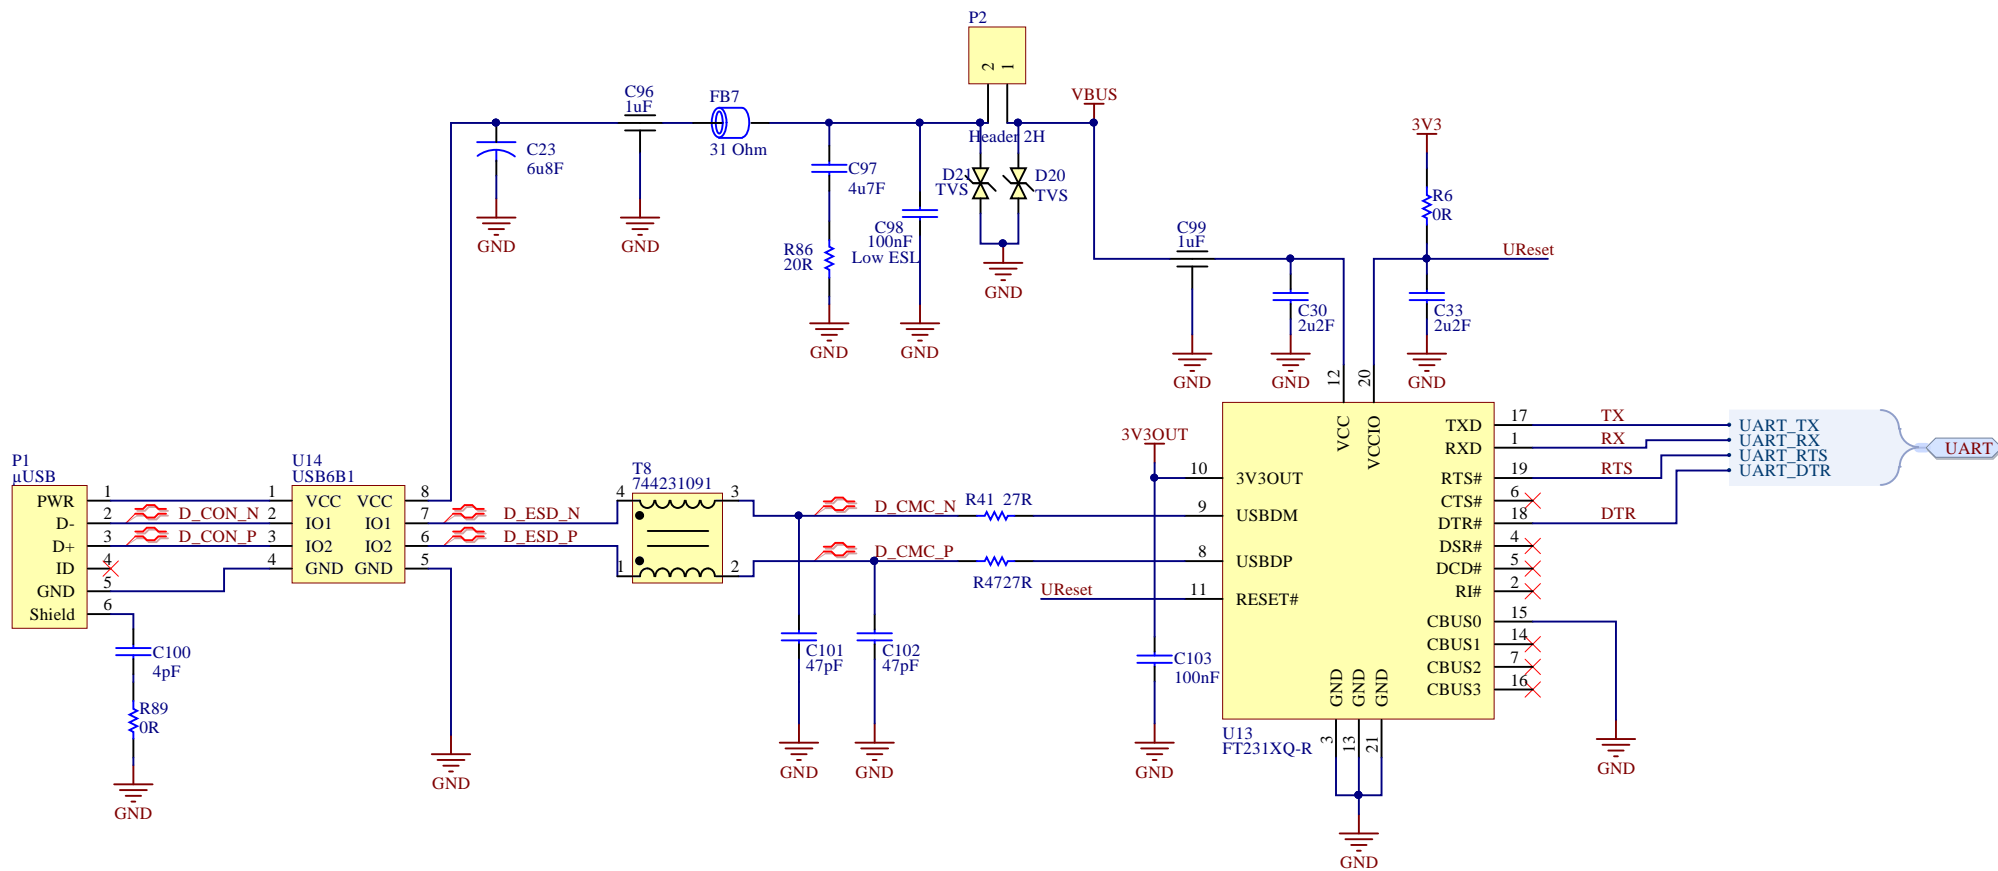 P2
2
1
Header 2H
C96
1uF
FB7
31 Ohm
VBUS
C23
6u8F
GND
GND
C97
4u7F
R86
20R
GND
C98
100nF
Low ESL
GND
D21
TVS
D20
TVS
GND
3V3
R6
0R
UReset
C99
1uF
GND
C30
2u2F
GND
C33
2u2F
GND
P1
µUSB
PWR
D-
D+
ID
GND
Shield
1
2
3
4
5
6
D_CON_N
D_CON_P
C100
4pF
R89
0R
GND
U14
USB6B1
1
2
3
4
VCC VCC
IO1 IO1
IO2 IO2
GND GND
8
7
6
5
GND
D_ESD_N
D_ESD_P
T8
744231091
4
3
1
2
D_CMC_N
D_CMC_P
R41 27R
R4727R
UReset
C101
47pF
GND
C102
47pF
GND
3V3OUT
C103
100nF
GND
12
20
VCC
VCCIO
10
9
8
11
3V3OUT
USBDM
USBDP
RESET#
TXD
RXD
RTS#
CTS#
DTR#
DSR#
DCD#
RI#
CBUS0
CBUS1
CBUS2
CBUS3
17
1
19
6
18
4
5
2
15
14
7
16
GND
GND
GND
3
13
21
U13
FT231XQ-R
GND
GND
TX
RX
RTS
DTR
UART_TX
UART_RX
UART_RTS
UART_DTR
UART